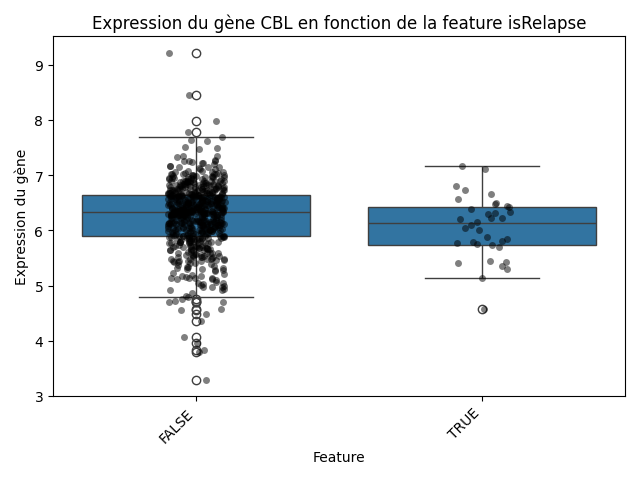 Expression du gène CBL en fonction de la feature isRelapse
Expression du gène
9
8
7
6
5
4
3
FALSE
TRUE
Feature